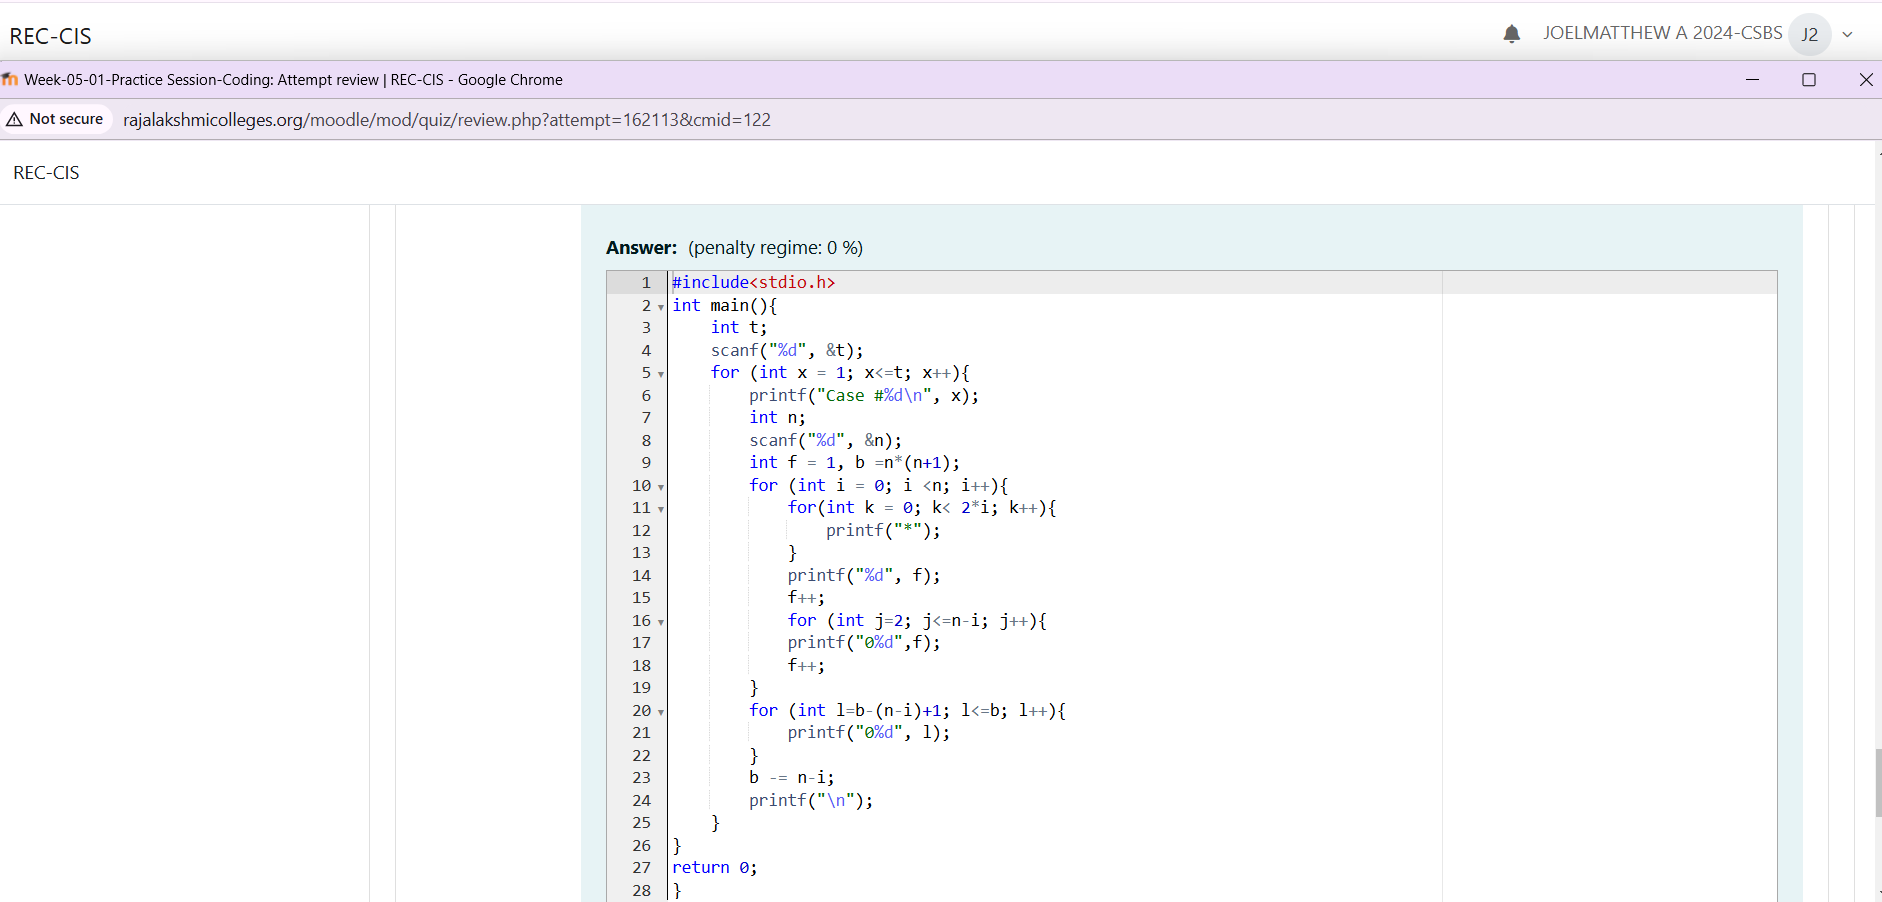 REC-CIS
JOELMATTHEW A 2024-CSBS J2
Week-05-01-Practice Session-Coding: Attempt review | REC-CIS - Google Chrome
Not secure rajalakshmicolleges.org/moodle/mod/quiz/review.php?attempt=162113&cmid=122
REC-CIS
Answer: (penalty regime: 0 %)
1 #include<stdio.h>
2 int main(){
3 int t;
4 scanf("%d", &t);
5 for (int x = 1; x<=t; x++){
6 printf("Case #%d\n", x);
7 int n;
8 scanf("%d", &n);
9 int f = 1, b =n*(n+1);
10 for (int i = 0; i <n; i++){
11 for(int k = 0; k< 2*i; k++){
12 printf("*");
13 }
14 printf("%d", f);
15 f++;
16 for (int j=2; j<=n-i; j++){
17 printf("0%d",f);
18 f++;
19 }
20 for (int l=b-(n-i)+1; l<=b; l++){
21 printf("0%d", l);
22 }
23 b -= n-i;
24 printf("\n");
25 }
26 }
27 return 0;
28 }